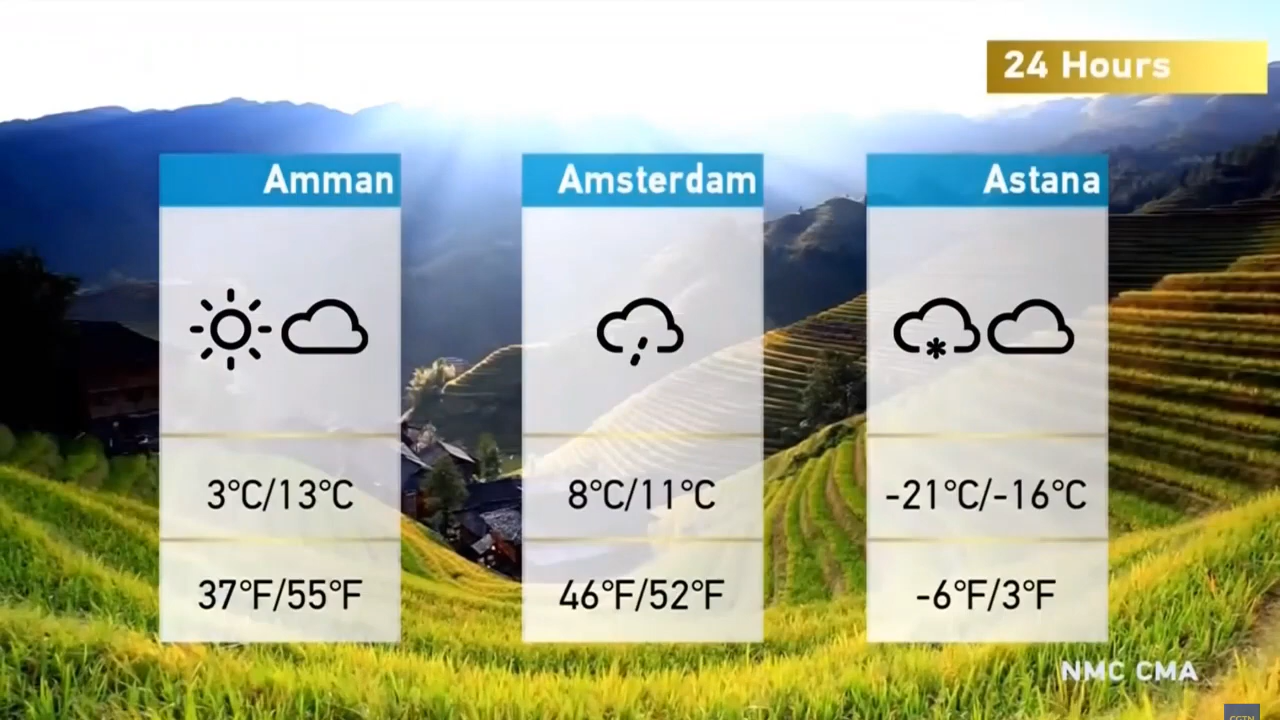 24 Hours
Amman
Amsterdam
Astana
3°C/13°C
8°C/11°C
-21°C/-16°C
37°F/55°F
46°F/52°F
-6°F/3°F
NMC CMA
CGTN